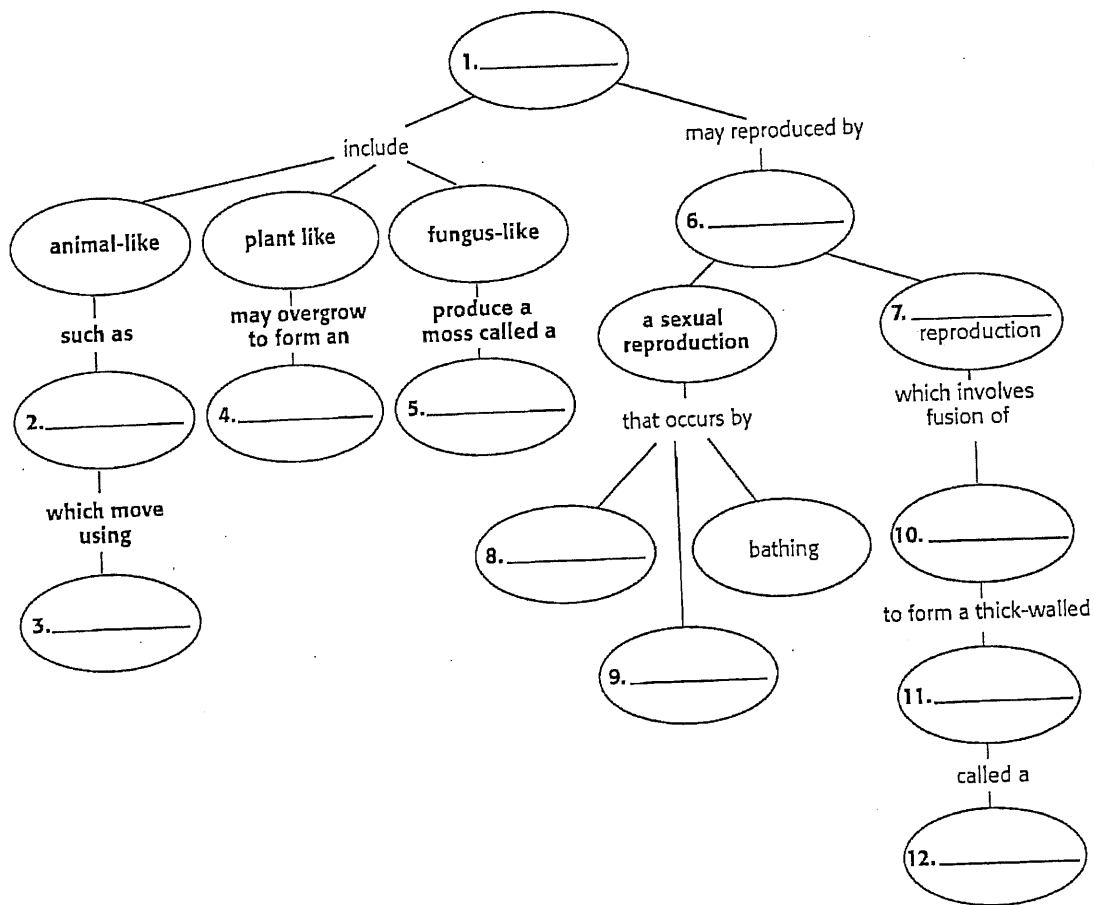 1.
include
may reproduced by
animal-like
plant like
fungus-like
6.
such as
may overgrow
to form an
produce a
moss called a
a sexual
reproduction
7.
reproduction
2.
4.
5.
that occurs by
which involves
fusion of
which move
using
8.
bathing
10.
3.
9.
to form a thick-walled
11.
called a
12.